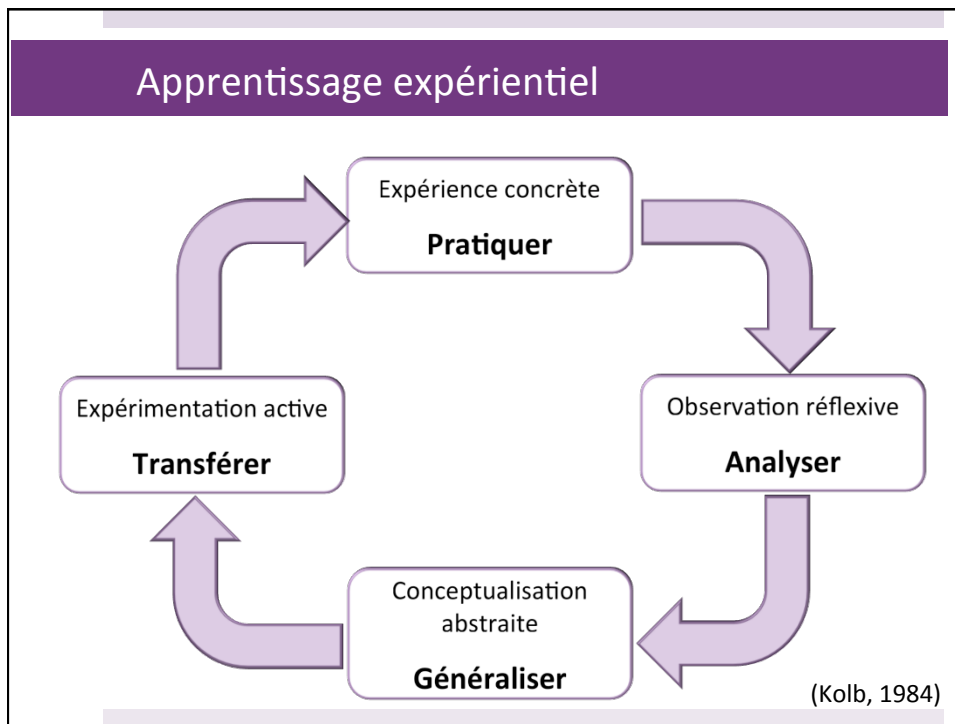 Apprentissage expérientiel
Expérience concrète
Pratiquer
Observation réflexive
Analyser
Conceptualisation
abstraite
Généraliser
Expérimentation active
Transférer
(Kolb, 1984)